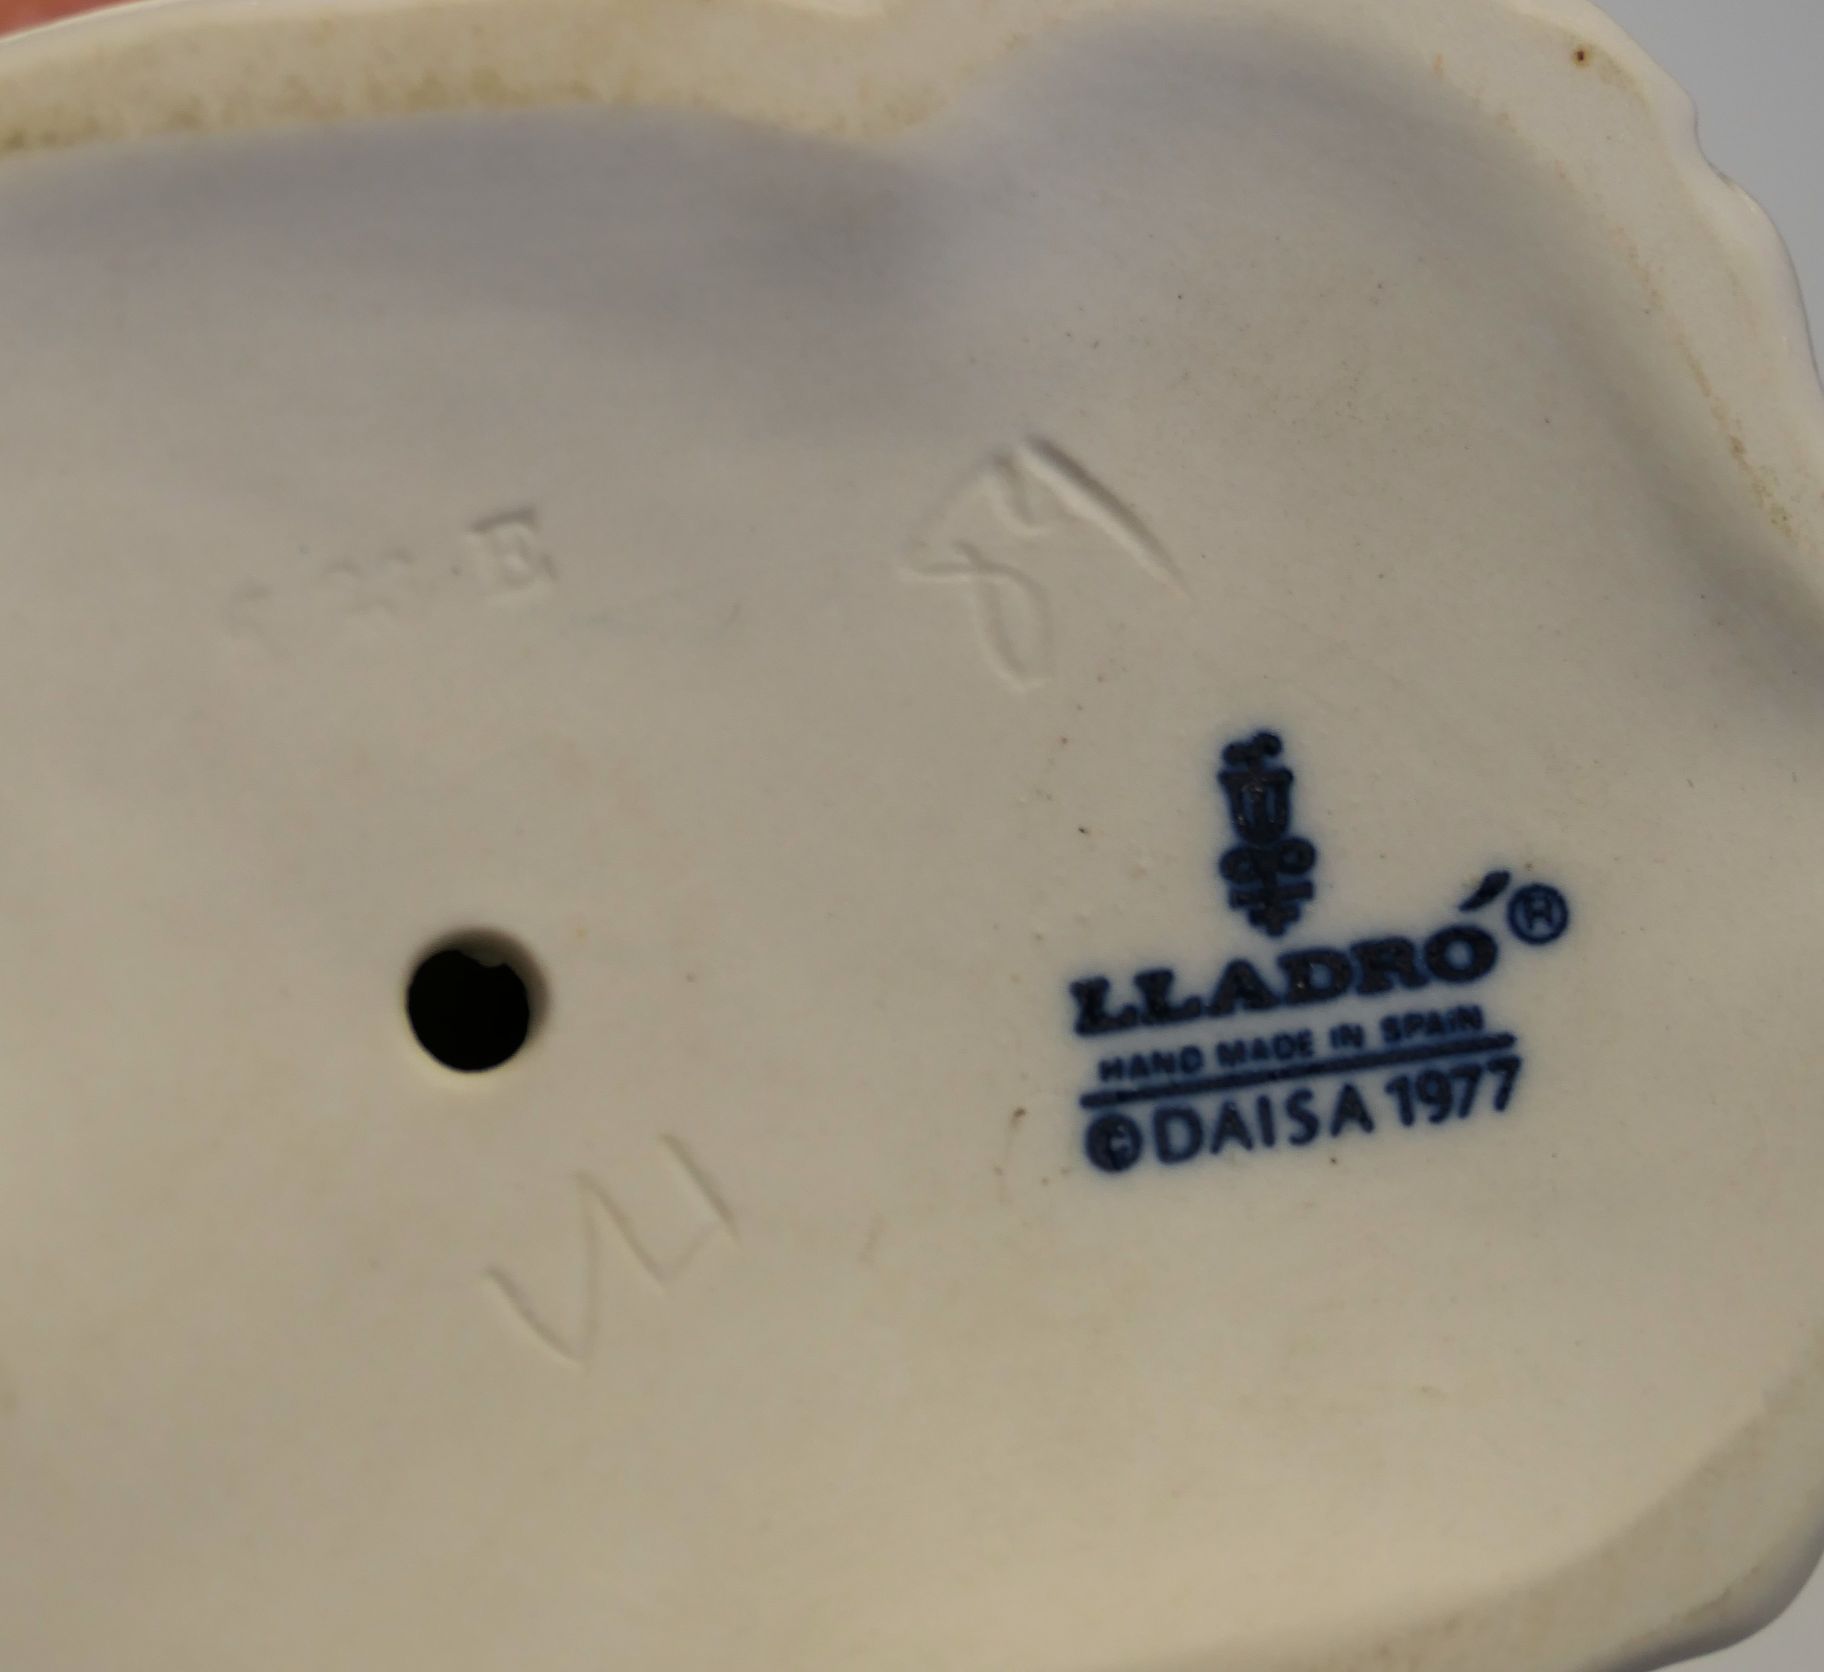 E
LLADRÓ®
HAND MADE IN SPAIN
©DAISA 1977